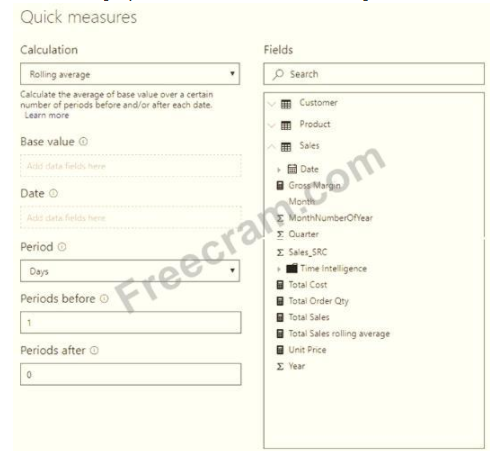 Quick measures
Calculation
Rolling average
Calculate the average of base value over a certain
number of periods before and/or after each date.
Learn more
Base value
Add data fields here
Date
Add data fields here
Period
Days
Periods before
1
Periods after
0
Fields
Search
Customer
Product
Sales
Date
Gross Margin
Month
MonthNumberOfYear
Quarter
Sales_SRC
Time Intelligence
Total Cost
Total Order Qty
Total Sales
Total Sales rolling average
Unit Price
Year
Freecram.com